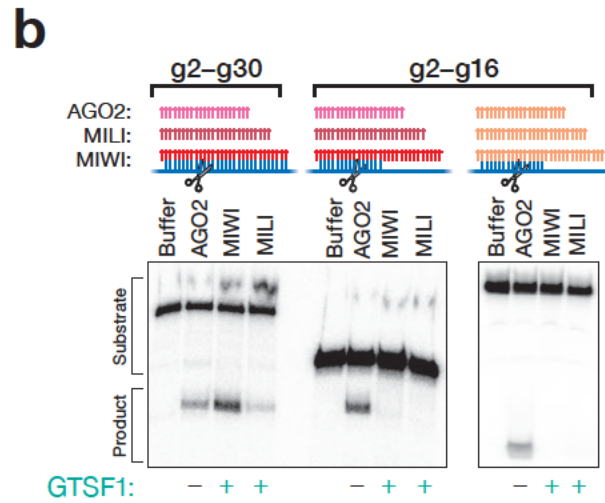 b
g2–g30 g2–g16
AGO2:
MILI:
MIWI:
Buffer AGO2 MIWI MILI Buffer AGO2 MIWI MILI Buffer AGO2 MIWI MILI
Substrate
Product
GTSF1: − + + − + + − + +